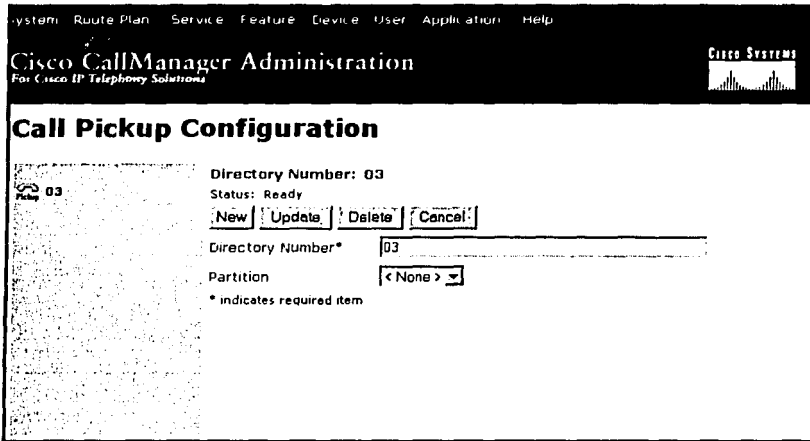 ystem Route Plan Service Feature Device User Application Help
Cisco CallManager Administration
For Cisco IP Telephony Solutions
CISCO SYSTEMS
Call Pickup Configuration
Pickup 03
Directory Number: 03
Status: Ready
New Update Delete Cancel
Directory Number* 03
Partition < None >
* indicates required item